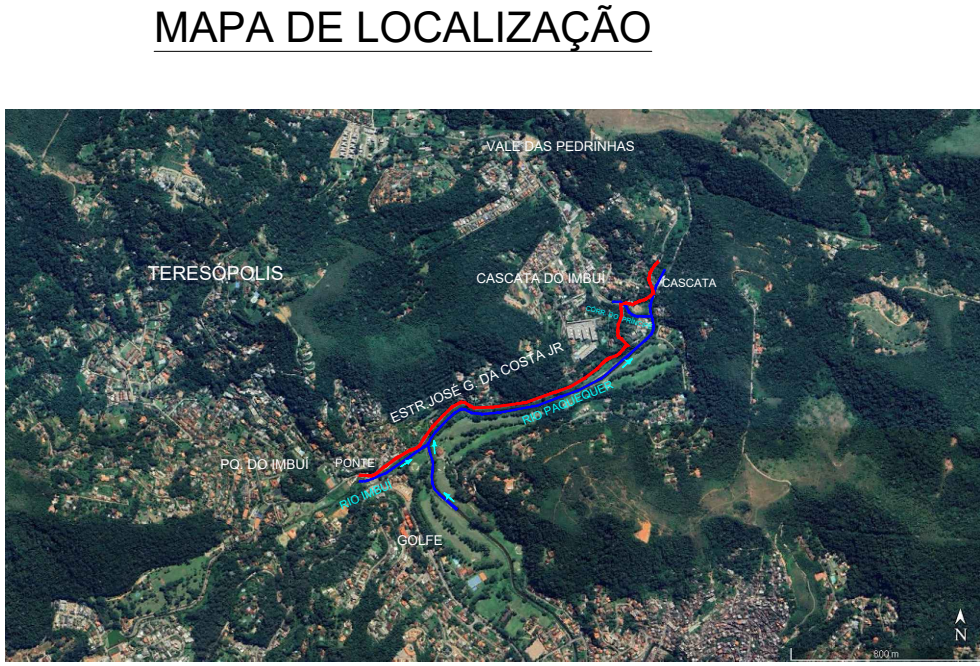 MAPA DE LOCALIZAÇÃO
VALE DAS PEDRINHAS
TERESÓPOLIS
CASCATA DO IMBUÍ
CASCATA
ESTR. JOSÉ G. DA COSTA JR
RIO PAQUEQUER
PQ. DO IMBUÍ
PONTE
RIO IMBUÍ
GOLFE
N
800 m